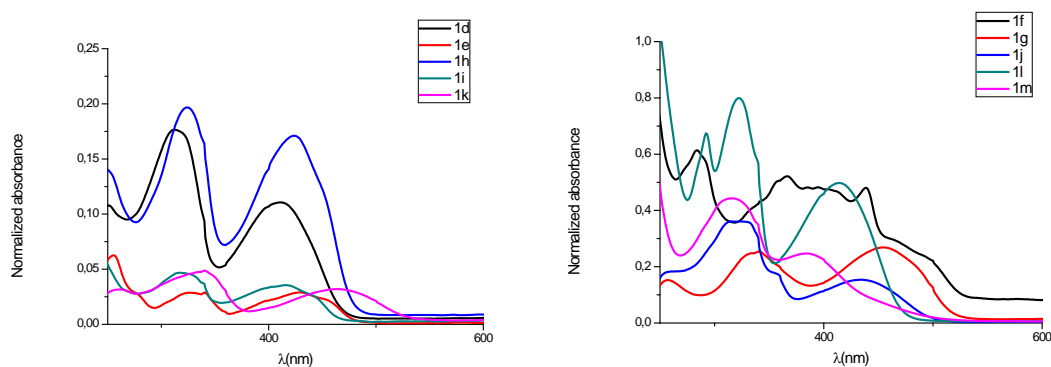 1d
1e
1h
1i
1k
0,25
0,20
0,15
0,10
0,05
0,00
Normalized absorbance
400
600
λ(nm)
1f
1g
1j
1l
1m
1,0
0,8
0,6
0,4
0,2
0,0
Normalized absorbance
400
600
λ(nm)